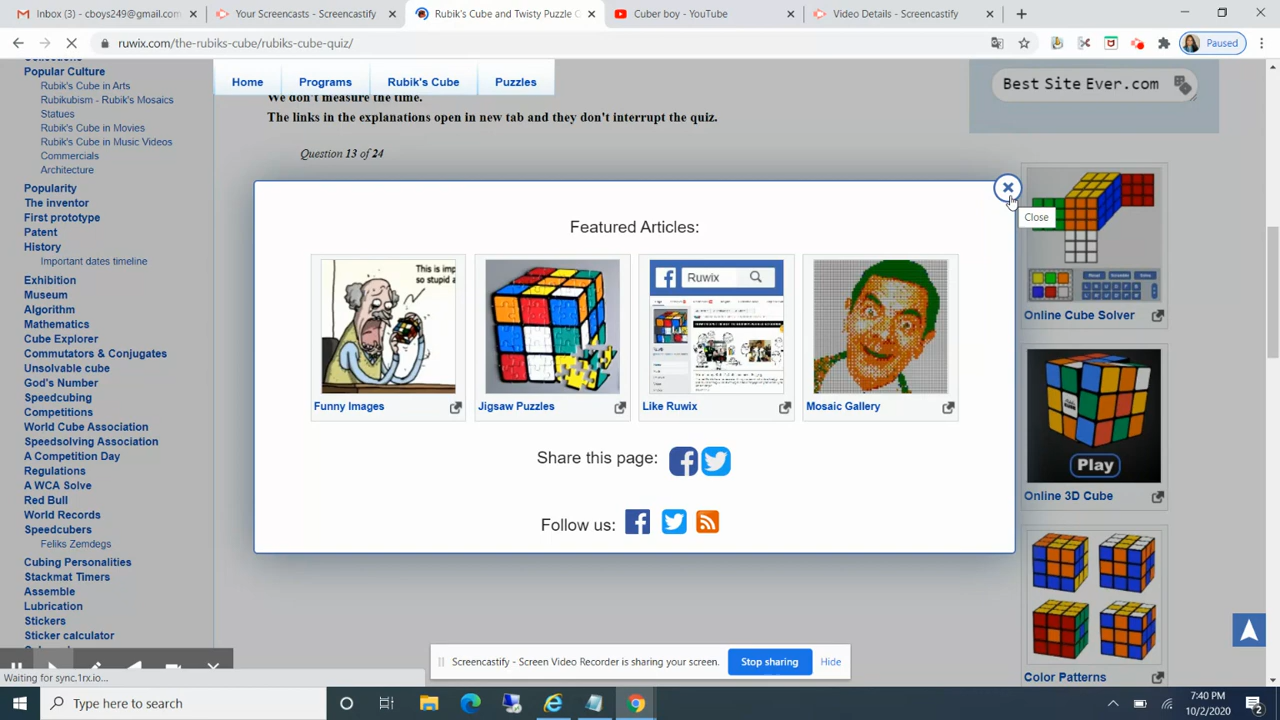 Inbox (13) - cboys249@gmail.com
Your Screencasts - Screencastify
Rubik's Cube and Twisty Puzzle Q
Cuber boy - YouTube
Video Details - Screencastify
ruwix.com/the-rubiks-cube/rubiks-cube-quiz/
Paused
Popular Culture
Rubik's Cube in Arts
Rubikubism - Rubik's Mosaics
Statues
Rubik's Cube in Movies
Rubik's Cube in Music Videos
Commercials
Architecture
Popularity
The inventor
First prototype
Patent
History
Important dates timeline
Exhibition
Museum
Algorithm
Mathematics
Cube Explorer
Commutators & Conjugates
Unsolvable cube
God's Number
Speedcubing
Competitions
World Cube Association
Speedsolving Association
A Competition Day
Regulations
A WCA Solve
Red Bull
World Records
Speedcubers
Feliks Zemdegs
Cubing Personalities
Stackmat Timers
Assemble
Lubrication
Stickers
Sticker calculator
Home
Programs
Rubik's Cube
Puzzles
We don't measure the time.
The links in the explanations open in new tab and they don't interrupt the quiz.
Question 13 of 24
Best Site Ever.com
Close
Featured Articles:
This is imp
so stupid a
Ruwix
Funny Images
Jigsaw Puzzles
Like Ruwix
Mosaic Gallery
Share this page:
Follow us:
Online Cube Solver
Play
Online 3D Cube
Color Patterns
Screencastify - Screen Video Recorder is sharing your screen.
Stop sharing
Hide
Waiting for sync.1rx.io...
Type here to search
7:40 PM
10/2/2020
2